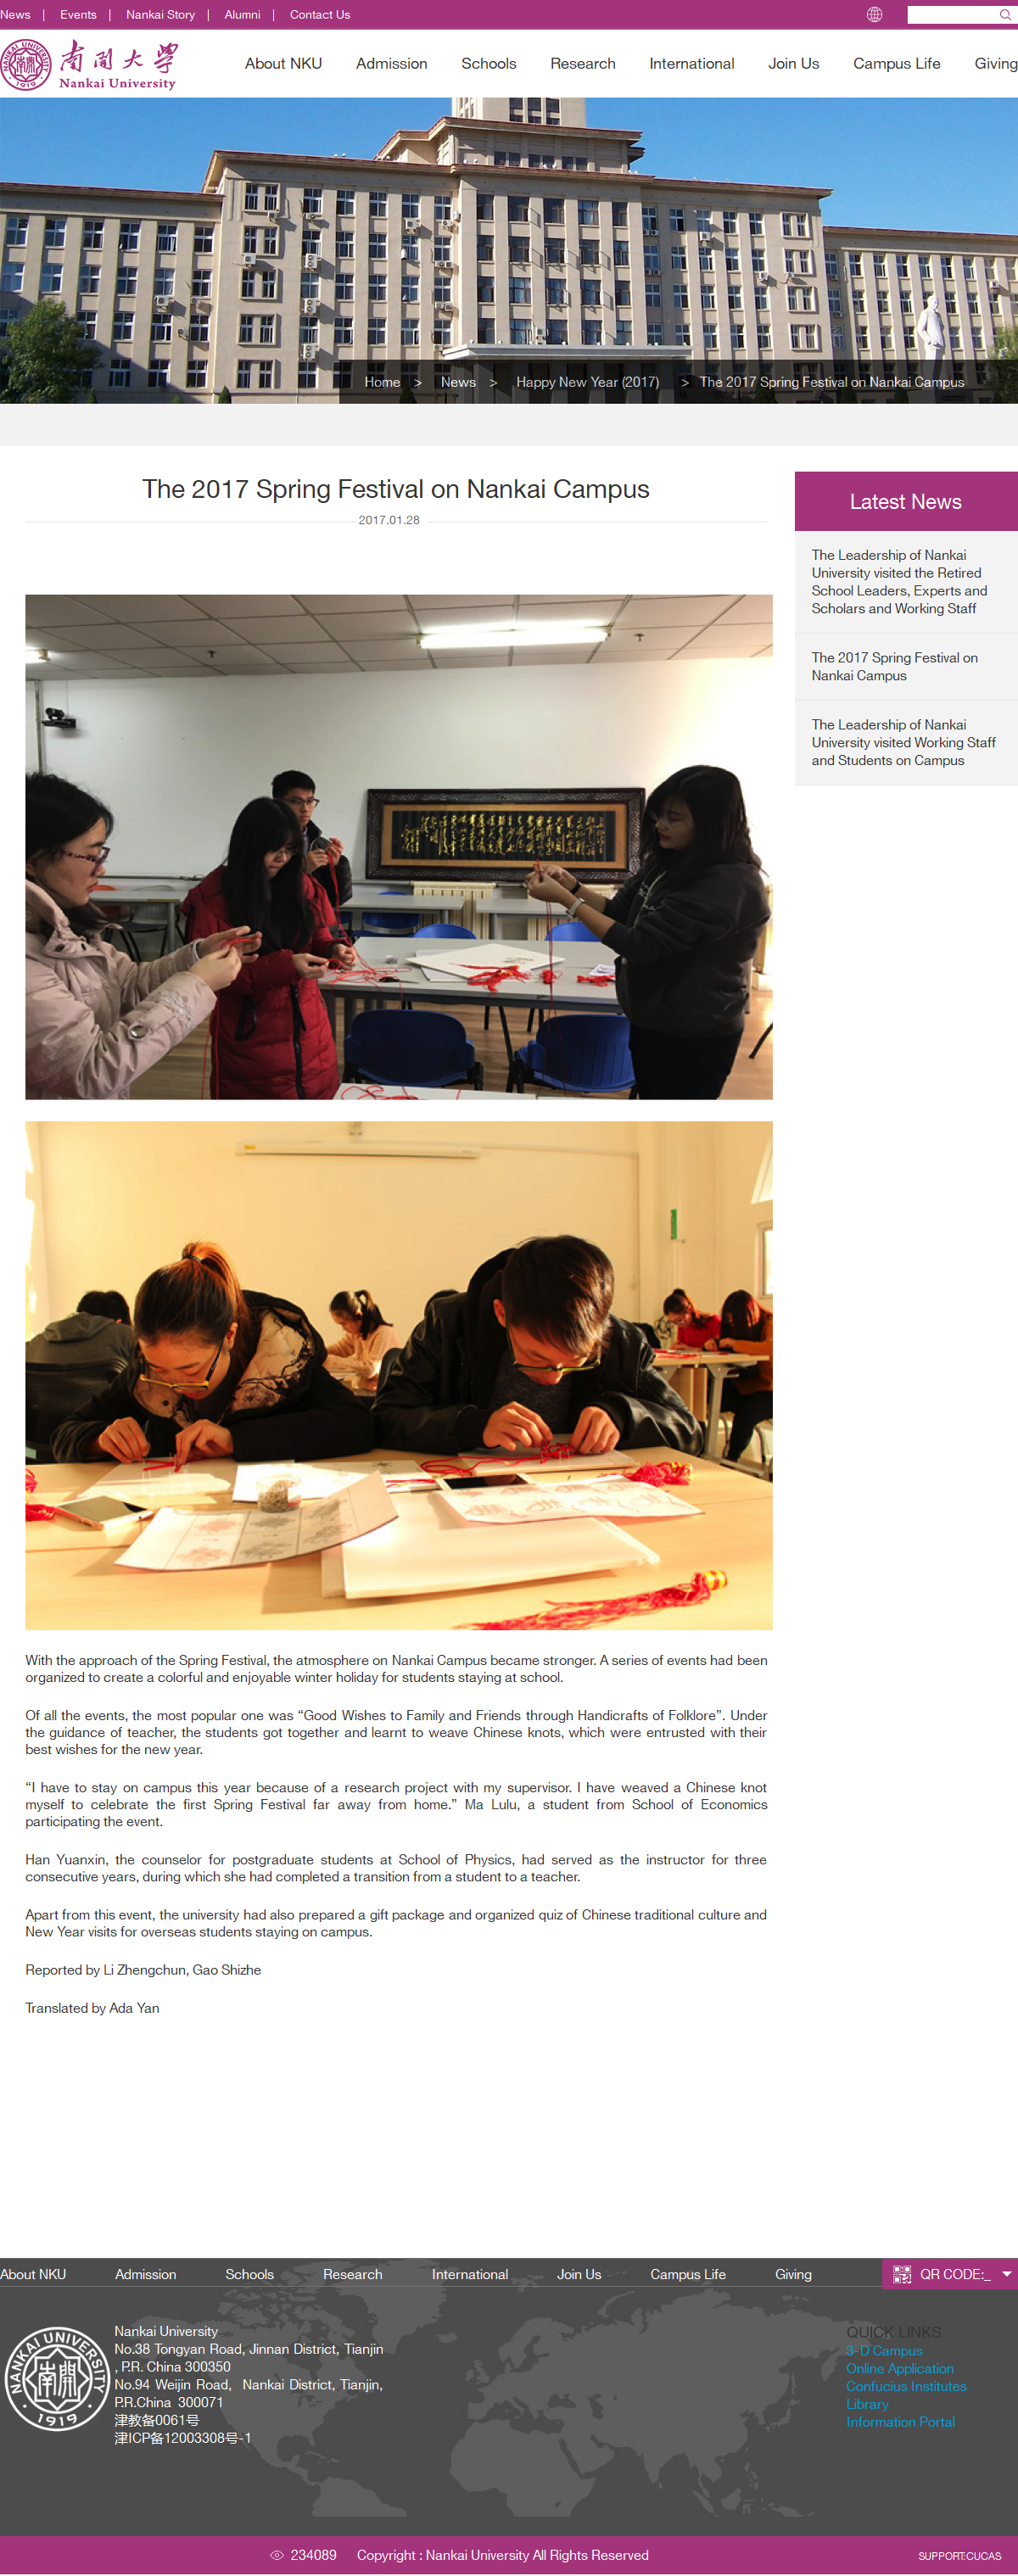 News | Events | Nankai Story | Alumni | Contact Us
南開大學
Nankai University
NANKAI UNIVERSITY
南開
1919
About NKU Admission Schools Research International Join Us Campus Life Giving
Home > News > Happy New Year (2017) > The 2017 Spring Festival on Nankai Campus
The 2017 Spring Festival on Nankai Campus
2017.01.28
Latest News
The Leadership of Nankai
University visited the Retired
School Leaders, Experts and
Scholars and Working Staff
The 2017 Spring Festival on
Nankai Campus
The Leadership of Nankai
University visited Working Staff
and Students on Campus
With the approach of the Spring Festival, the atmosphere on Nankai Campus became stronger. A series of events had been
organized to create a colorful and enjoyable winter holiday for students staying at school.
Of all the events, the most popular one was “Good Wishes to Family and Friends through Handicrafts of Folklore”. Under
the guidance of teacher, the students got together and learnt to weave Chinese knots, which were entrusted with their
best wishes for the new year.
“I have to stay on campus this year because of a research project with my supervisor. I have weaved a Chinese knot
myself to celebrate the first Spring Festival far away from home.” Ma Lulu, a student from School of Economics
participating the event.
Han Yuanxin, the counselor for postgraduate students at School of Physics, had served as the instructor for three
consecutive years, during which she had completed a transition from a student to a teacher.
Apart from this event, the university had also prepared a gift package and organized quiz of Chinese traditional culture and
New Year visits for overseas students staying on campus.
Reported by Li Zhengchun, Gao Shizhe
Translated by Ada Yan
About NKU Admission Schools Research International Join Us Campus Life Giving QR CODE:_
NANKAI UNIVERSITY
南開
1919
Nankai University
No.38 Tongyan Road, Jinnan District, Tianjin
, P.R. China 300350
No.94 Weijin Road, Nankai District, Tianjin,
P.R.China 300071
津教备0061号
津ICP备12003308号-1
QUICK LINKS
3-D Campus
Online Application
Confucius Institutes
Library
Information Portal
234089 Copyright : Nankai University All Rights Reserved SUPPORT:CUCAS